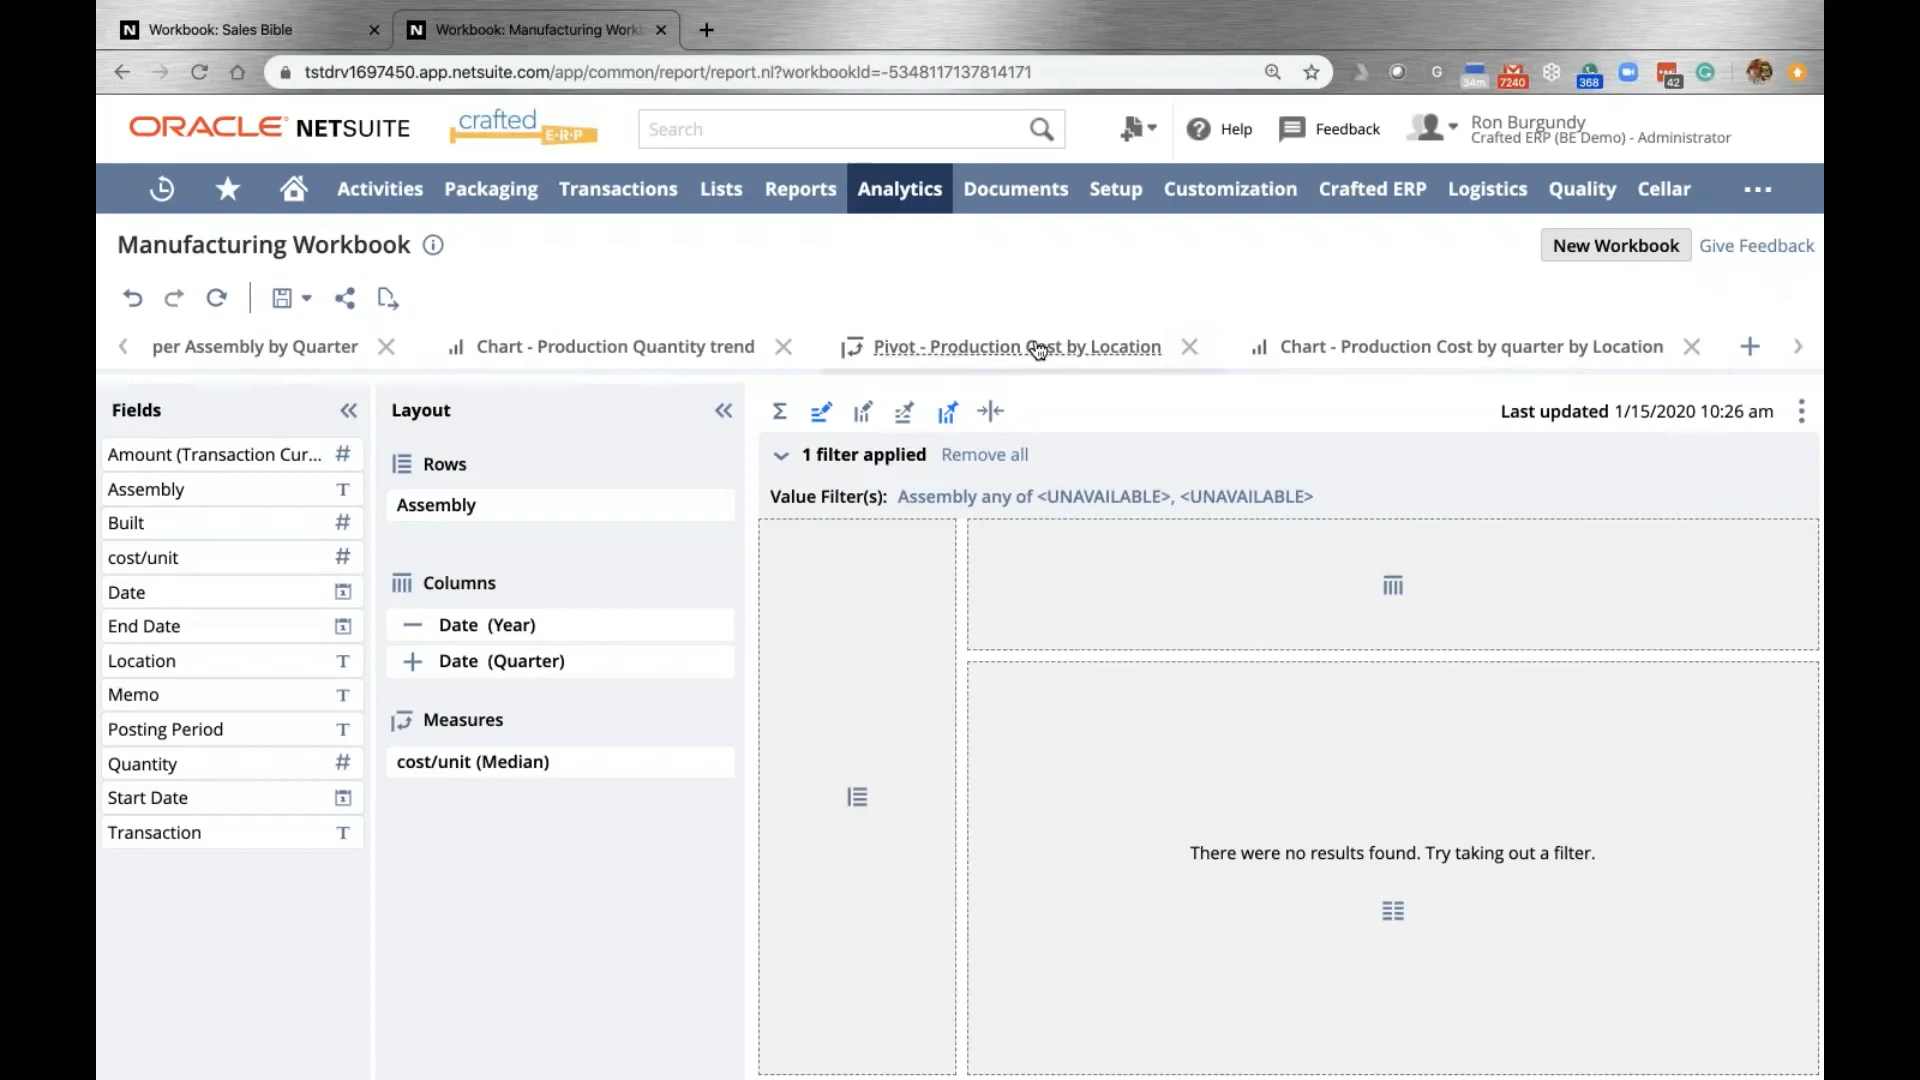 Workbook: Sales Bible
Workbook: Manufacturing Work
tstdrv1697450.app.netsuite.com/app/common/report/report.nl?workbookId=-5348117137814171
G
34m
7240
368
42
ORACLE NETSUITE
crafted
E·R·P
Search
Help
Feedback
Ron Burgundy
Crafted ERP (BE Demo) - Administrator
Activities Packaging Transactions Lists Reports Analytics Documents Setup Customization Crafted ERP Logistics Quality Cellar
Manufacturing Workbook
New Workbook
Give Feedback
per Assembly by Quarter
Chart - Production Quantity trend
Pivot - Production Cost by Location
Chart - Production Cost by quarter by Location
Fields
Amount (Transaction Cur... #
Assembly T
Built #
cost/unit #
Date
End Date
Location T
Memo T
Posting Period T
Quantity #
Start Date
Transaction T
Layout
Rows
Assembly
Columns
Date (Year)
Date (Quarter)
Measures
cost/unit (Median)
Σ
Last updated 1/15/2020 10:26 am
1 filter applied Remove all
Value Filter(s): Assembly any of <UNAVAILABLE>, <UNAVAILABLE>
There were no results found. Try taking out a filter.